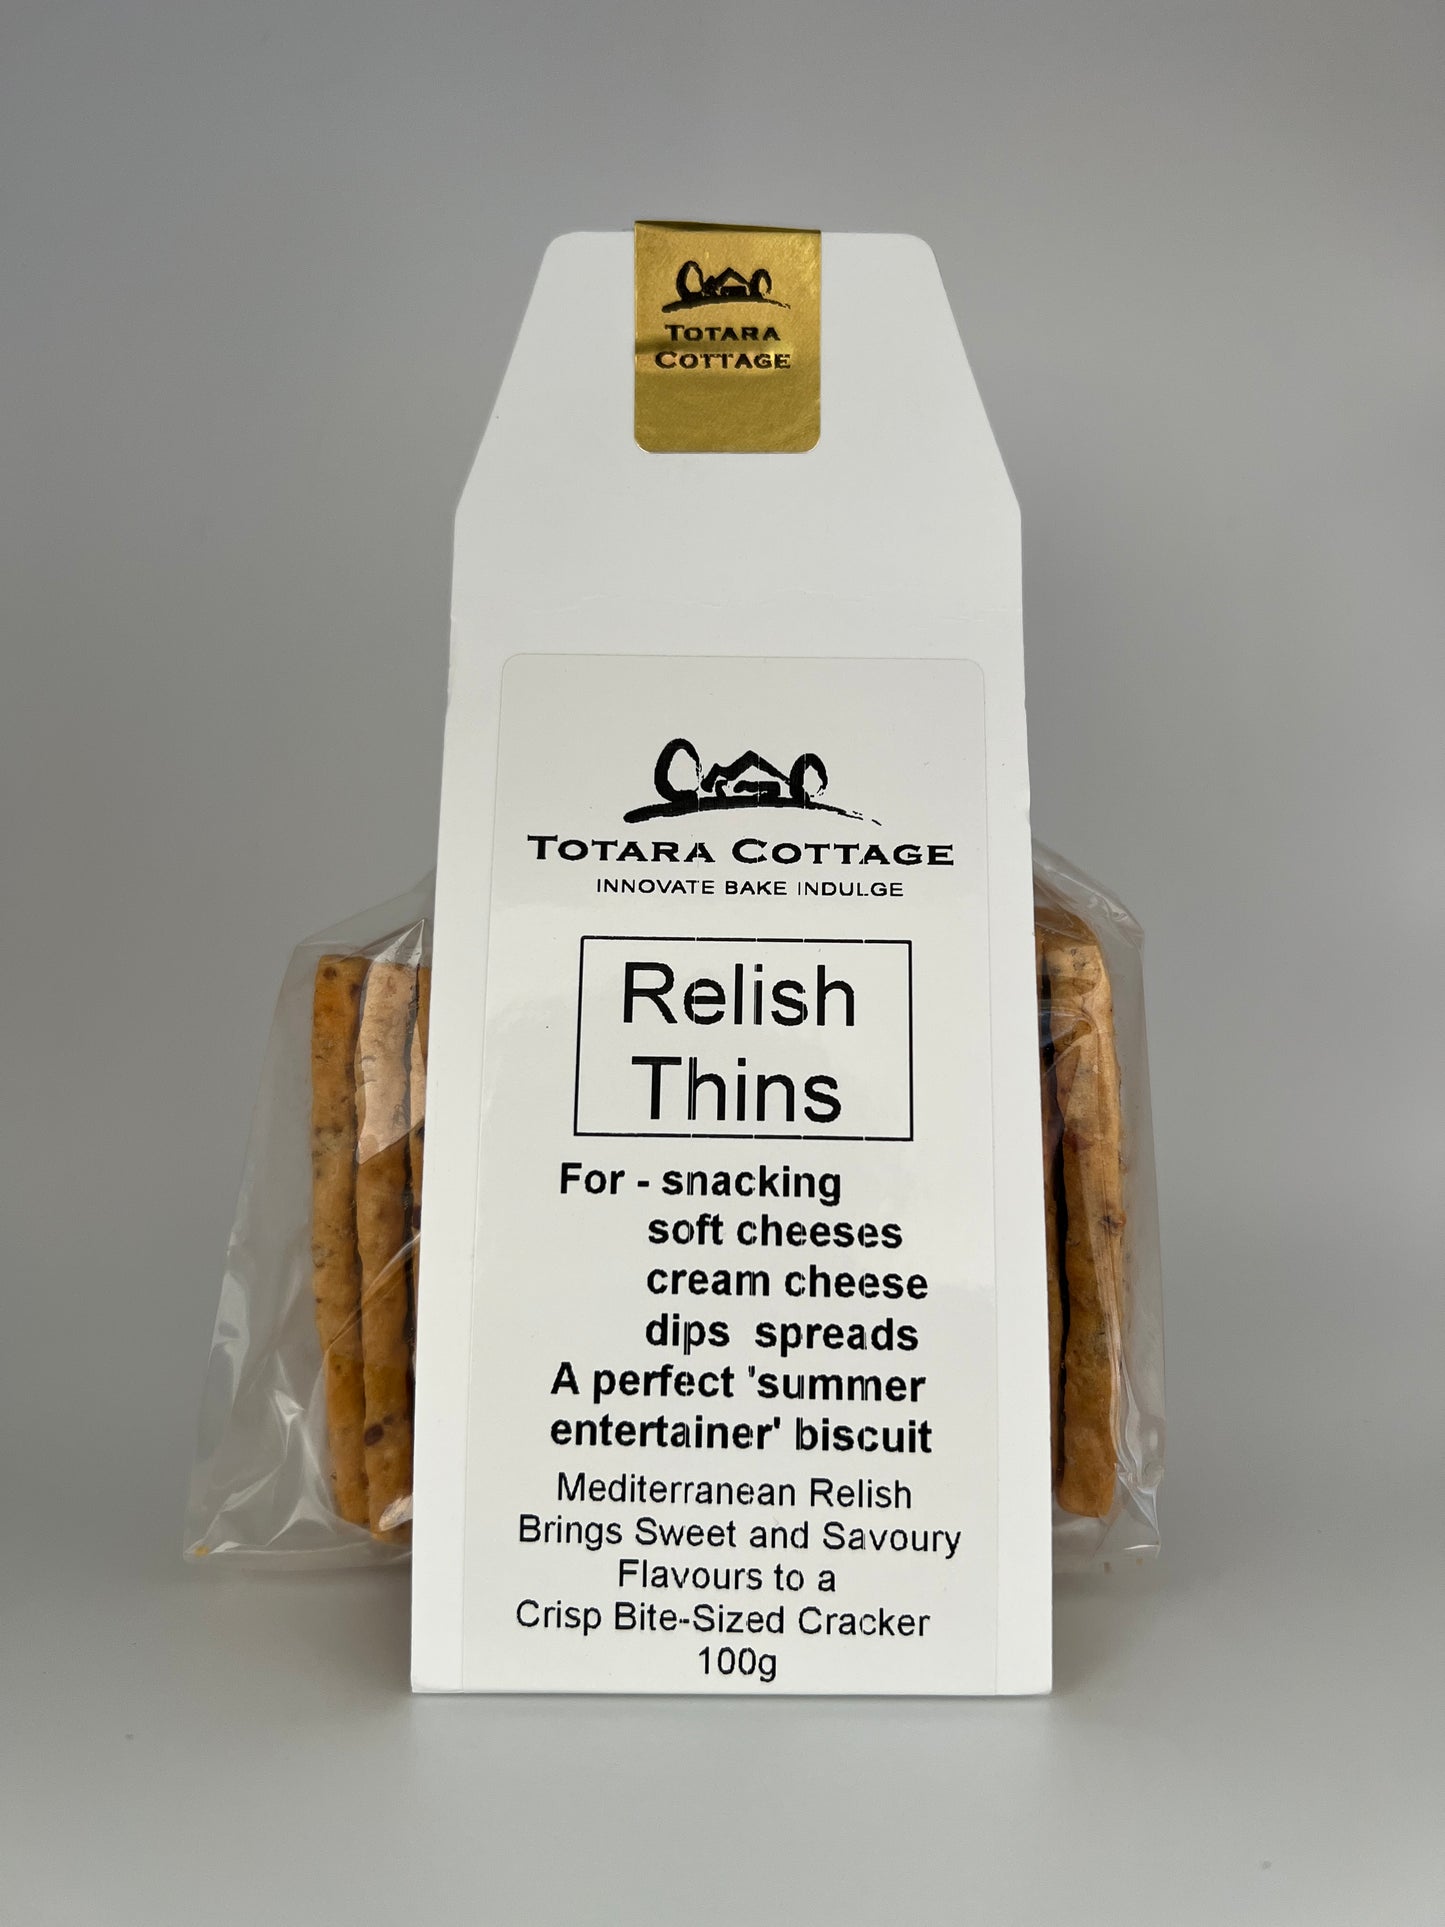 TOTARA
COTTAGE
TOTARA COTTAGE
INNOVATE BAKE INDULGE
Relish
Thins
For - snacking
soft cheeses
cream cheese
dips spreads
A perfect 'summer
entertainer' biscuit
Mediterranean Relish
Brings Sweet and Savoury
Flavours to a
Crisp Bite-Sized Cracker
100g